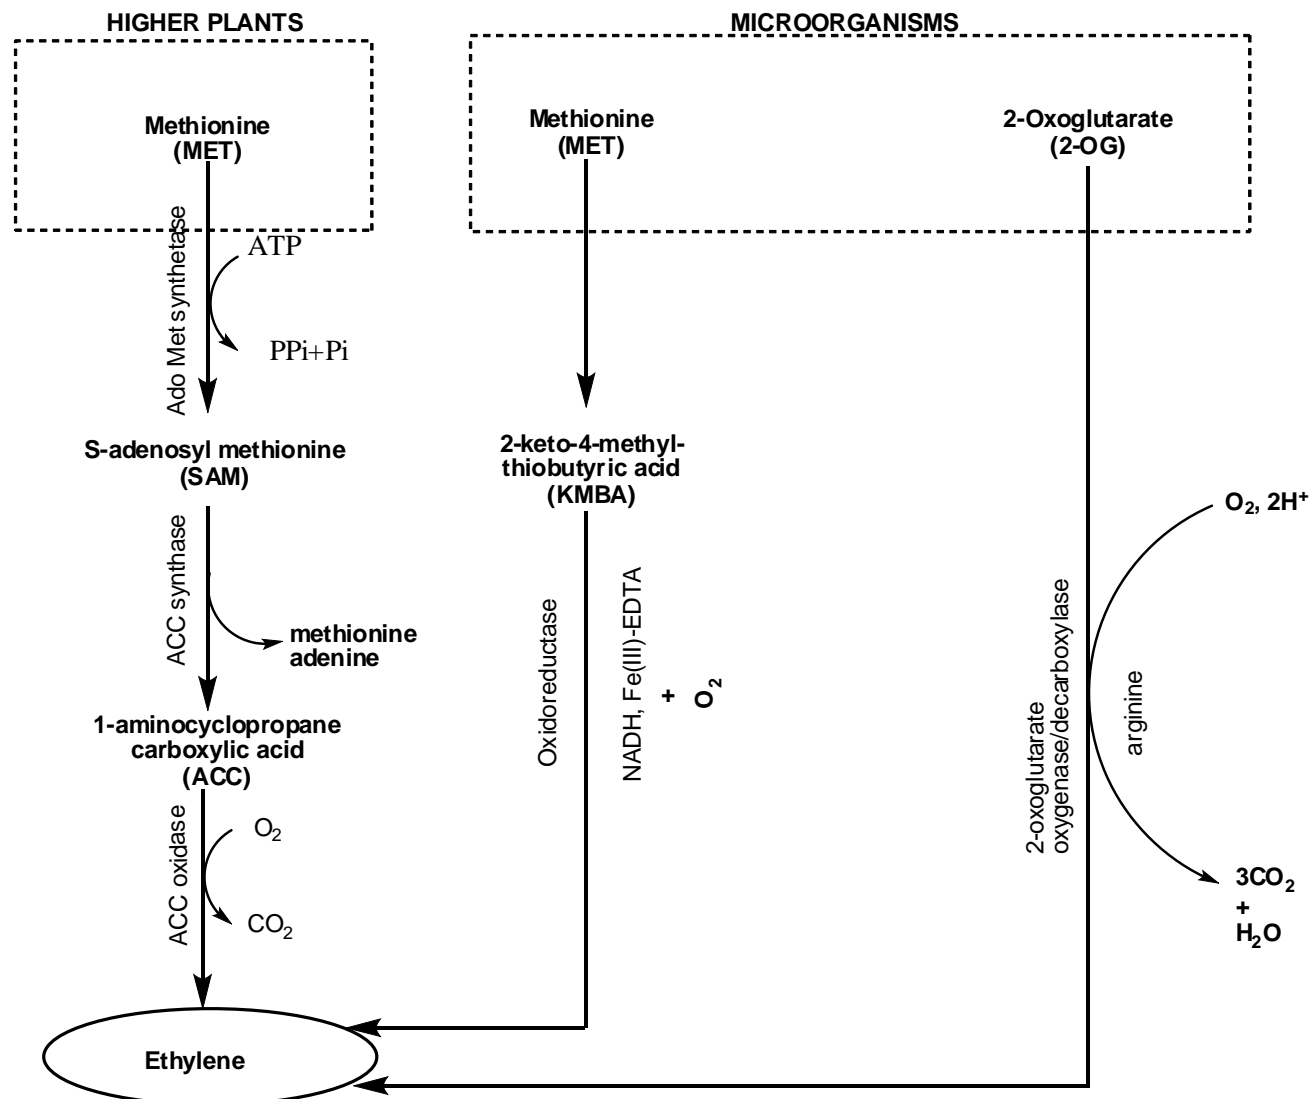 HIGHER PLANTS
MICROORGANISMS
Methionine
(MET)
Methionine
(MET)
2-Oxoglutarate
(2-OG)
Ado Met synthetase
ATP
PPi+Pi
S-adenosyl methionine
(SAM)
2-keto-4-methyl-
thiobutyric acid
(KMBA)
O₂, 2H⁺
ACC synthase
methionine
adenine
Oxidoreductase
NADH, Fe(III)-EDTA
+ O₂
2-oxoglutarate
oxygenase/decarboxylase
arginine
1-aminocyclopropane
carboxylic acid
(ACC)
ACC oxidase
O₂
CO₂
3CO₂
+
H₂O
Ethylene